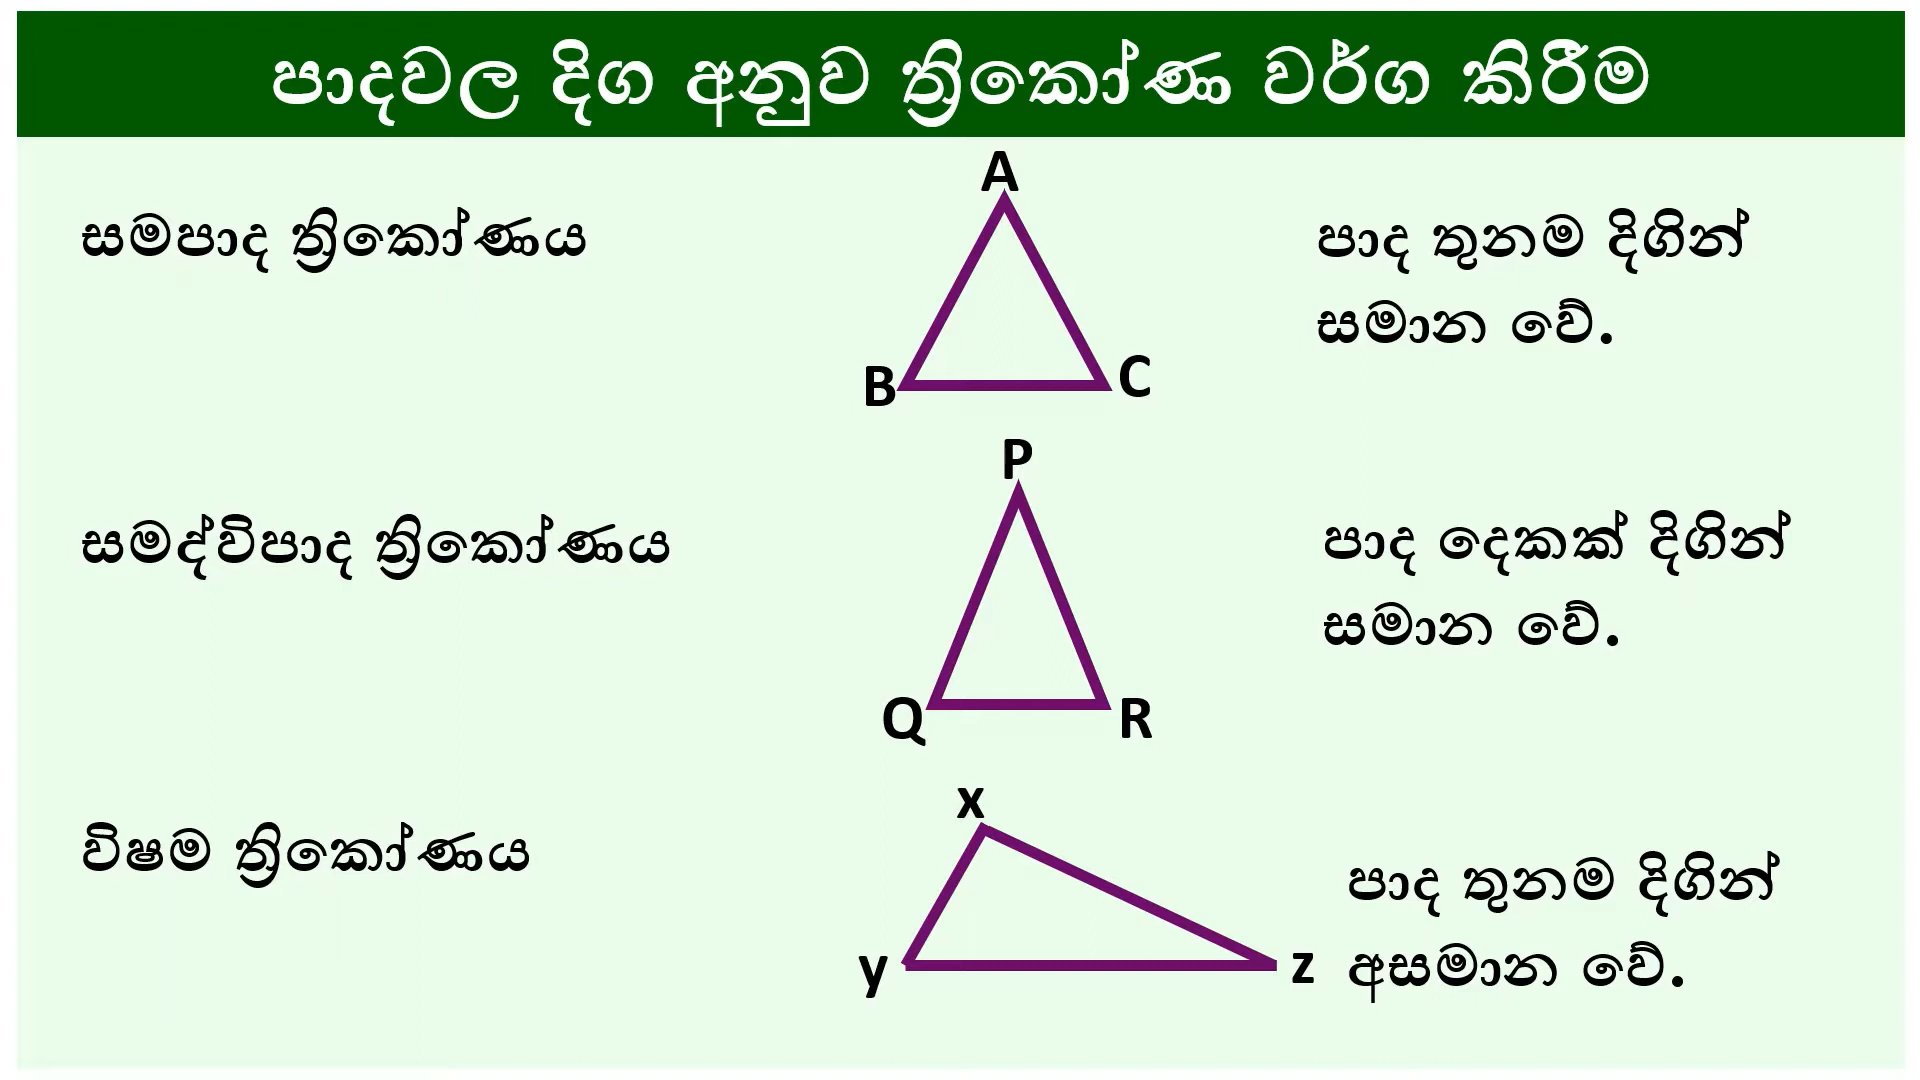 පාදවල දිග අනුව ත්‍රිකෝණ වර්ග කිරීම
සමපාද ත්‍රිකෝණය
A
B
C
පාද තුනම දිගින්
සමාන වේ.
සමද්විපාද ත්‍රිකෝණය
P
Q
R
පාද දෙකක් දිගින්
සමාන වේ.
විෂම ත්‍රිකෝණය
x
y
z
පාද තුනම දිගින්
අසමාන වේ.